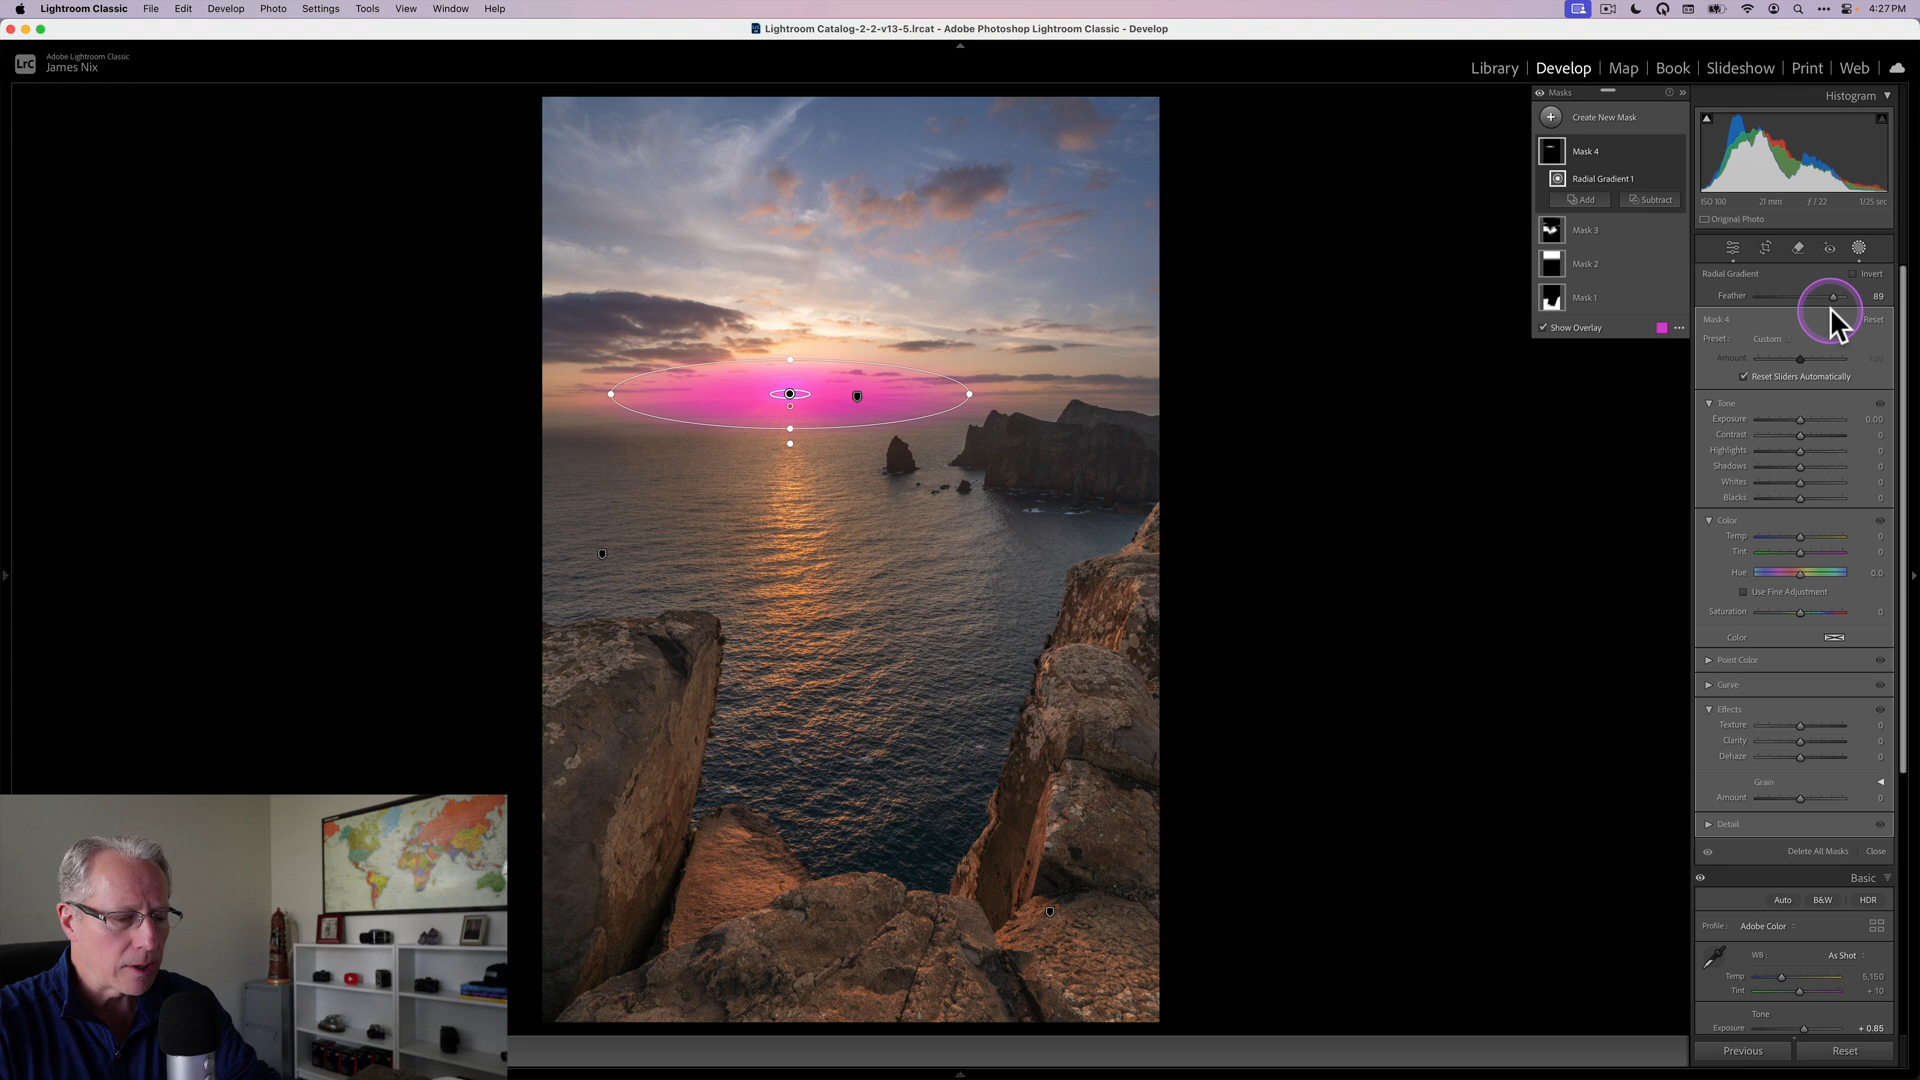 Lightroom Classic File Edit Develop Photo Settings Tools View Window Help 4:27 PM
Lightroom Catalog-2-2-v13-5.lrcat - Adobe Photoshop Lightroom Classic - Develop
LrC
Adobe Lightroom Classic
James Nix
Library | Develop | Map | Book | Slideshow | Print | Web
Masks
Create New Mask
Mask 4
Radial Gradient 1
Add Subtract
Mask 3
Mask 2
Mask 1
Show Overlay
Histogram
ISO 100 21 mm ƒ / 22 1/25 sec
Original Photo
Radial Gradient Invert
Feather 89
Mask 4 Reset
Preset : Custom
Amount 100
Reset Sliders Automatically
Tone
Exposure 0.00
Contrast 0
Highlights 0
Shadows 0
Whites 0
Blacks 0
Color
Temp 0
Tint 0
Hue 0.0
Use Fine Adjustment
Saturation 0
Color
Point Color
Curve
Effects
Texture 0
Clarity 0
Dehaze 0
Grain
Amount 0
Detail
Delete All Masks Close
Basic
Auto B&W HDR
Profile : Adobe Color
WB : As Shot
Temp 5,150
Tint + 10
Tone
Exposure + 0.85
Previous Reset